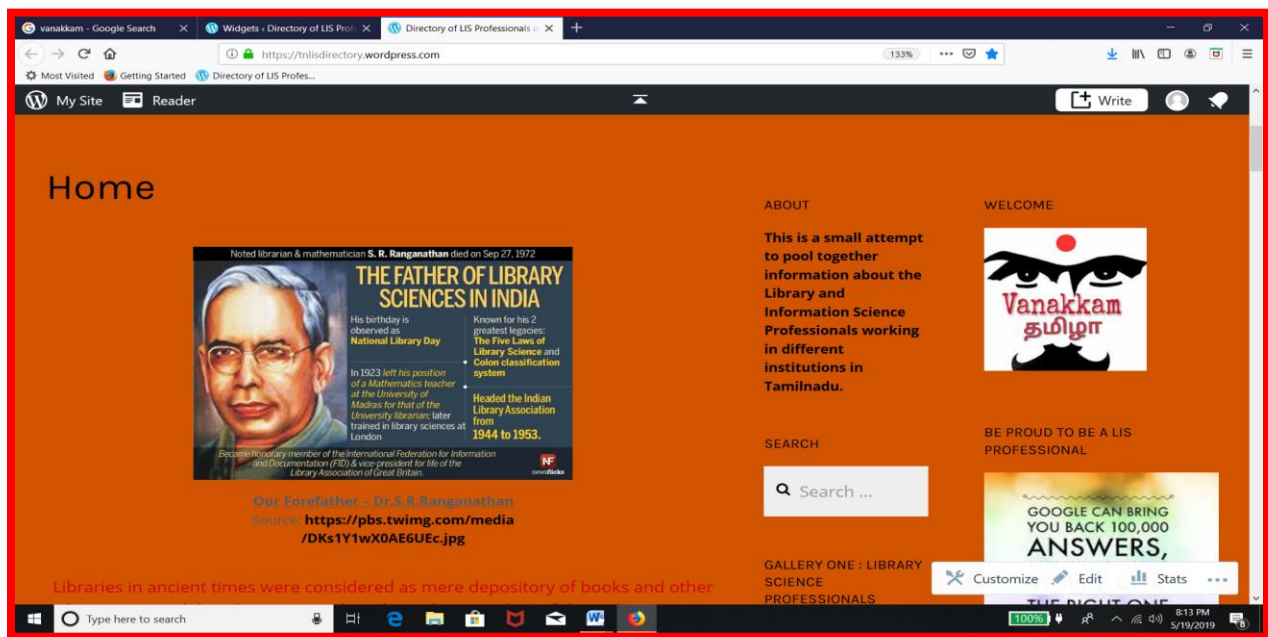 vanakkam - Google Search
Widgets ‹ Directory of LIS Prof
Directory of LIS Professionals o
https://tnlisdirectory.wordpress.com
133%
Most Visited
Getting Started
Directory of LIS Profes...
My Site
Reader
Write
Home
Noted librarian & mathematician S. R. Ranganathan died on Sep 27, 1972
THE FATHER OF LIBRARY
SCIENCES IN INDIA
His birthday is
observed as
National Library Day
In 1923 left his position
of a Mathematics teacher
at the University of
Madras for that of the
University librarian; later
trained in library sciences at
London
Known for his 2
greatest legacies:
The Five Laws of
Library Science and
Colon classification
system
Headed the Indian
Library Association
from
1944 to 1953.
Became honorary member of the International Federation for Information
and Documentation (FID) & vice-president for life of the
Library Association of Great Britain.
NF
newsflicks
Our Forefather – Dr.S.R.Ranganathan
Source: https://pbs.twimg.com/media
/DKs1Y1wX0AE6UEc.jpg
Libraries in ancient times were considered as mere depository of books and other
ABOUT
This is a small attempt
to pool together
information about the
Library and
Information Science
Professionals working
in different
institutions in
Tamilnadu.
SEARCH
Search ...
GALLERY ONE : LIBRARY
SCIENCE
PROFESSIONALS
WELCOME
Vanakkam
தமிழா
BE PROUD TO BE A LIS
PROFESSIONAL
GOOGLE CAN BRING
YOU BACK 100,000
ANSWERS,
THE RIGHT ONE
Customize
Edit
Stats
Type here to search
100%
8:13 PM
5/19/2019